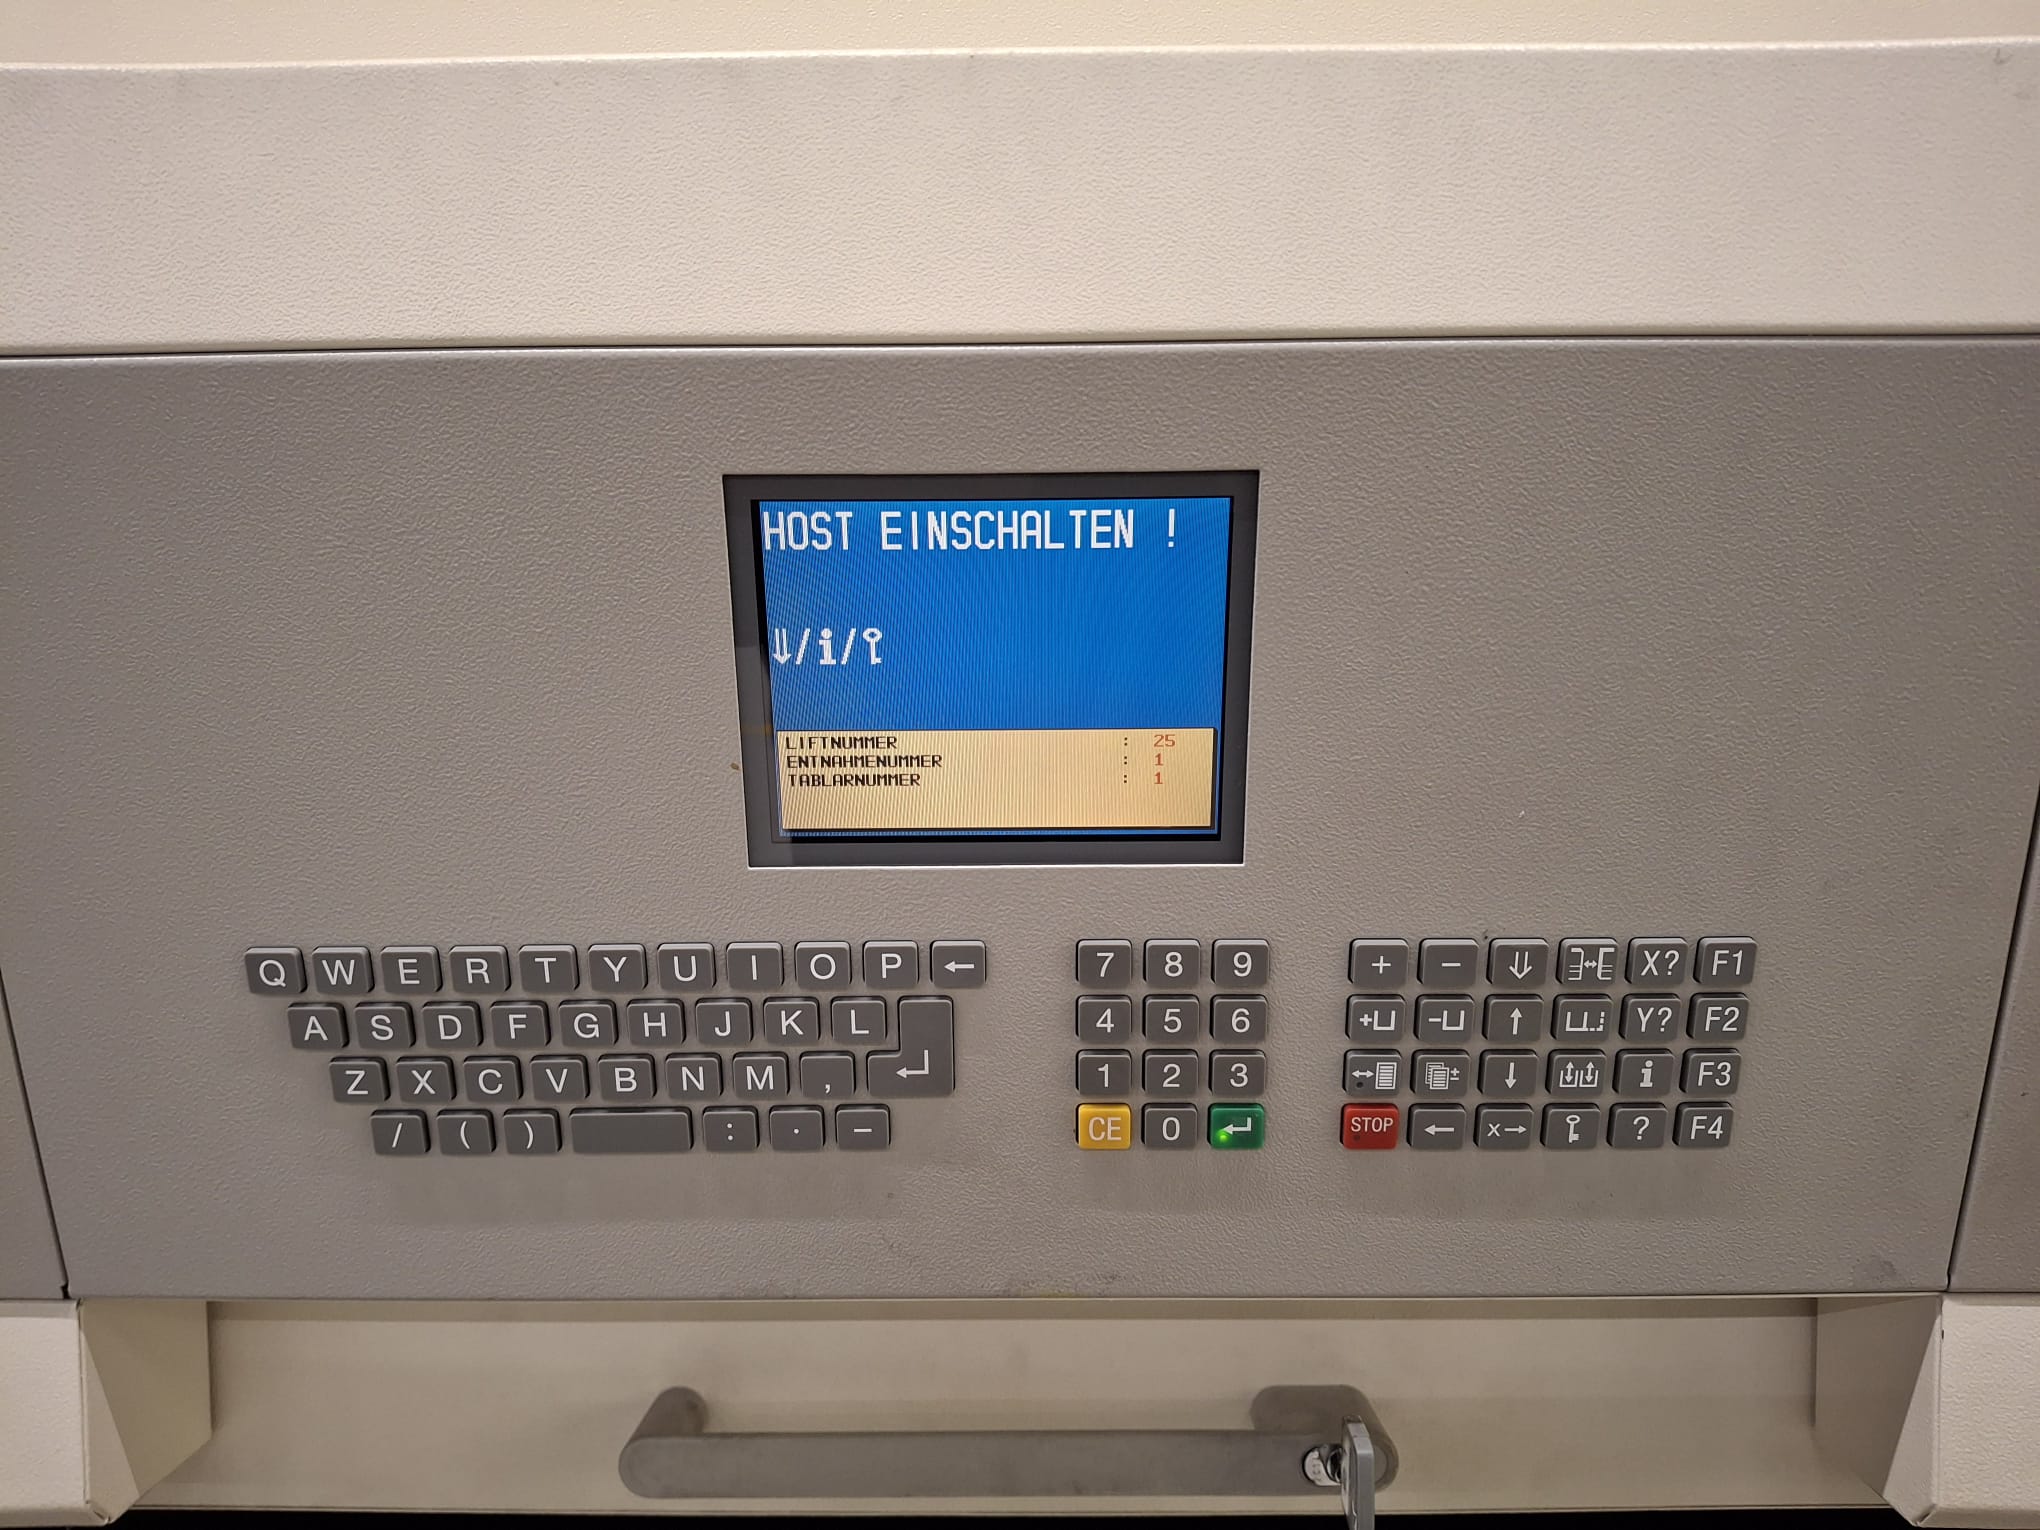 HOST EINSCHALTEN !
⇓/i/⚷
LIFTNUMMER : 25
ENTNAHMENUMMER : 1
TABLARNUMMER : 1
Q W E R T Y U I O P ←
A S D F G H J K L
Z X C V B N M , ↵
/ ( ) : . −
7 8 9
4 5 6
1 2 3
CE 0 ↵
+ − ⇓ X? F1
+⊔ −⊔ ↑ Y? F2
↓ i F3
STOP ← x→ ? F4